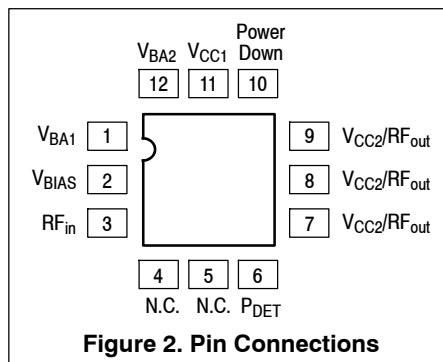 Power
V_BA2 V_CC1 Down
12 11 10
V_BA1 1 9 V_CC2/RF_out
V_BIAS 2 8 V_CC2/RF_out
RF_in 3 7 V_CC2/RF_out
4 5 6
N.C. N.C. P_DET
Figure 2. Pin Connections